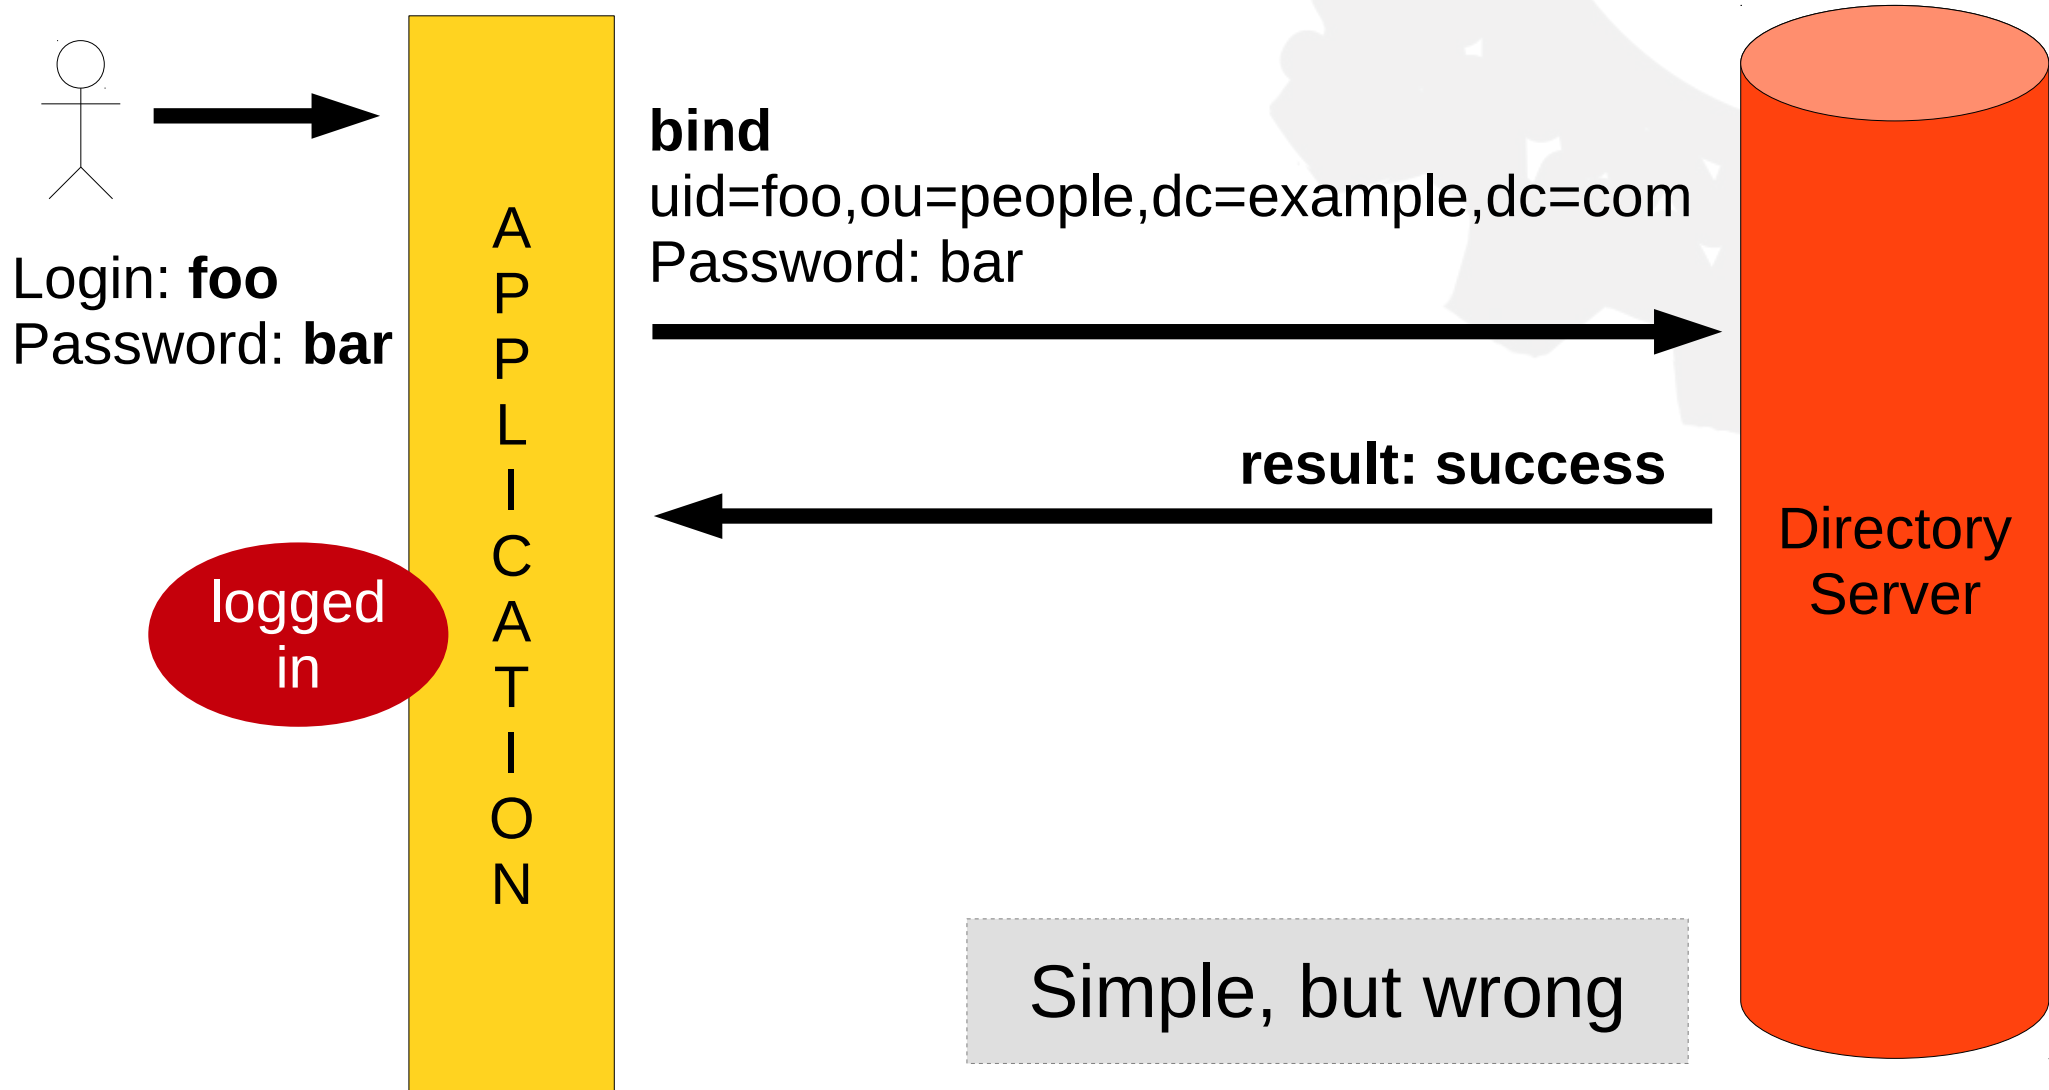 Login: foo
Password: bar
APPLICATION
bind
uid=foo,ou=people,dc=example,dc=com
Password: bar
result: success
logged
in
Directory
Server
Simple, but wrong